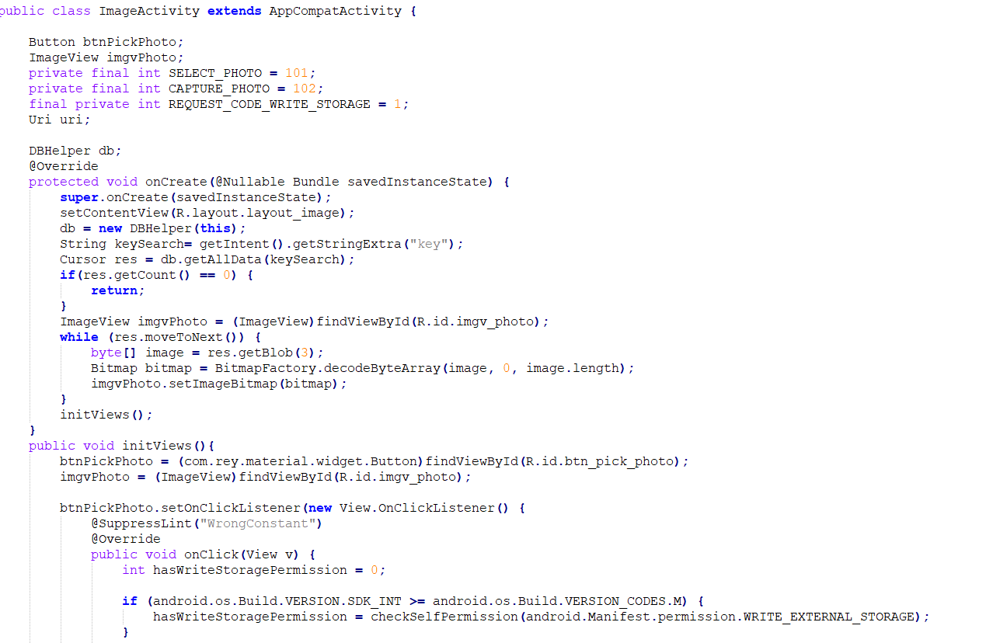 public class ImageActivity extends AppCompatActivity {
Button btnPickPhoto;
ImageView imgvPhoto;
private final int SELECT_PHOTO = 101;
private final int CAPTURE_PHOTO = 102;
final private int REQUEST_CODE_WRITE_STORAGE = 1;
Uri uri;
DBHelper db;
@Override
protected void onCreate(@Nullable Bundle savedInstanceState) {
super.onCreate(savedInstanceState);
setContentView(R.layout.layout_image);
db = new DBHelper(this);
String keySearch= getIntent().getStringExtra("key");
Cursor res = db.getAllData(keySearch);
if(res.getCount() == 0) {
return;
}
ImageView imgvPhoto = (ImageView)findViewById(R.id.imgv_photo);
while (res.moveToNext()) {
byte[] image = res.getBlob(3);
Bitmap bitmap = BitmapFactory.decodeByteArray(image, 0, image.length);
imgvPhoto.setImageBitmap(bitmap);
}
initViews();
}
public void initViews(){
btnPickPhoto = (com.rey.material.widget.Button)findViewById(R.id.btn_pick_photo);
imgvPhoto = (ImageView)findViewById(R.id.imgv_photo);
btnPickPhoto.setOnClickListener(new View.OnClickListener() {
@SuppressLint("WrongConstant")
@Override
public void onClick(View v) {
int hasWriteStoragePermission = 0;
if (android.os.Build.VERSION.SDK_INT >= android.os.Build.VERSION_CODES.M) {
hasWriteStoragePermission = checkSelfPermission(android.Manifest.permission.WRITE_EXTERNAL_STORAGE);
}